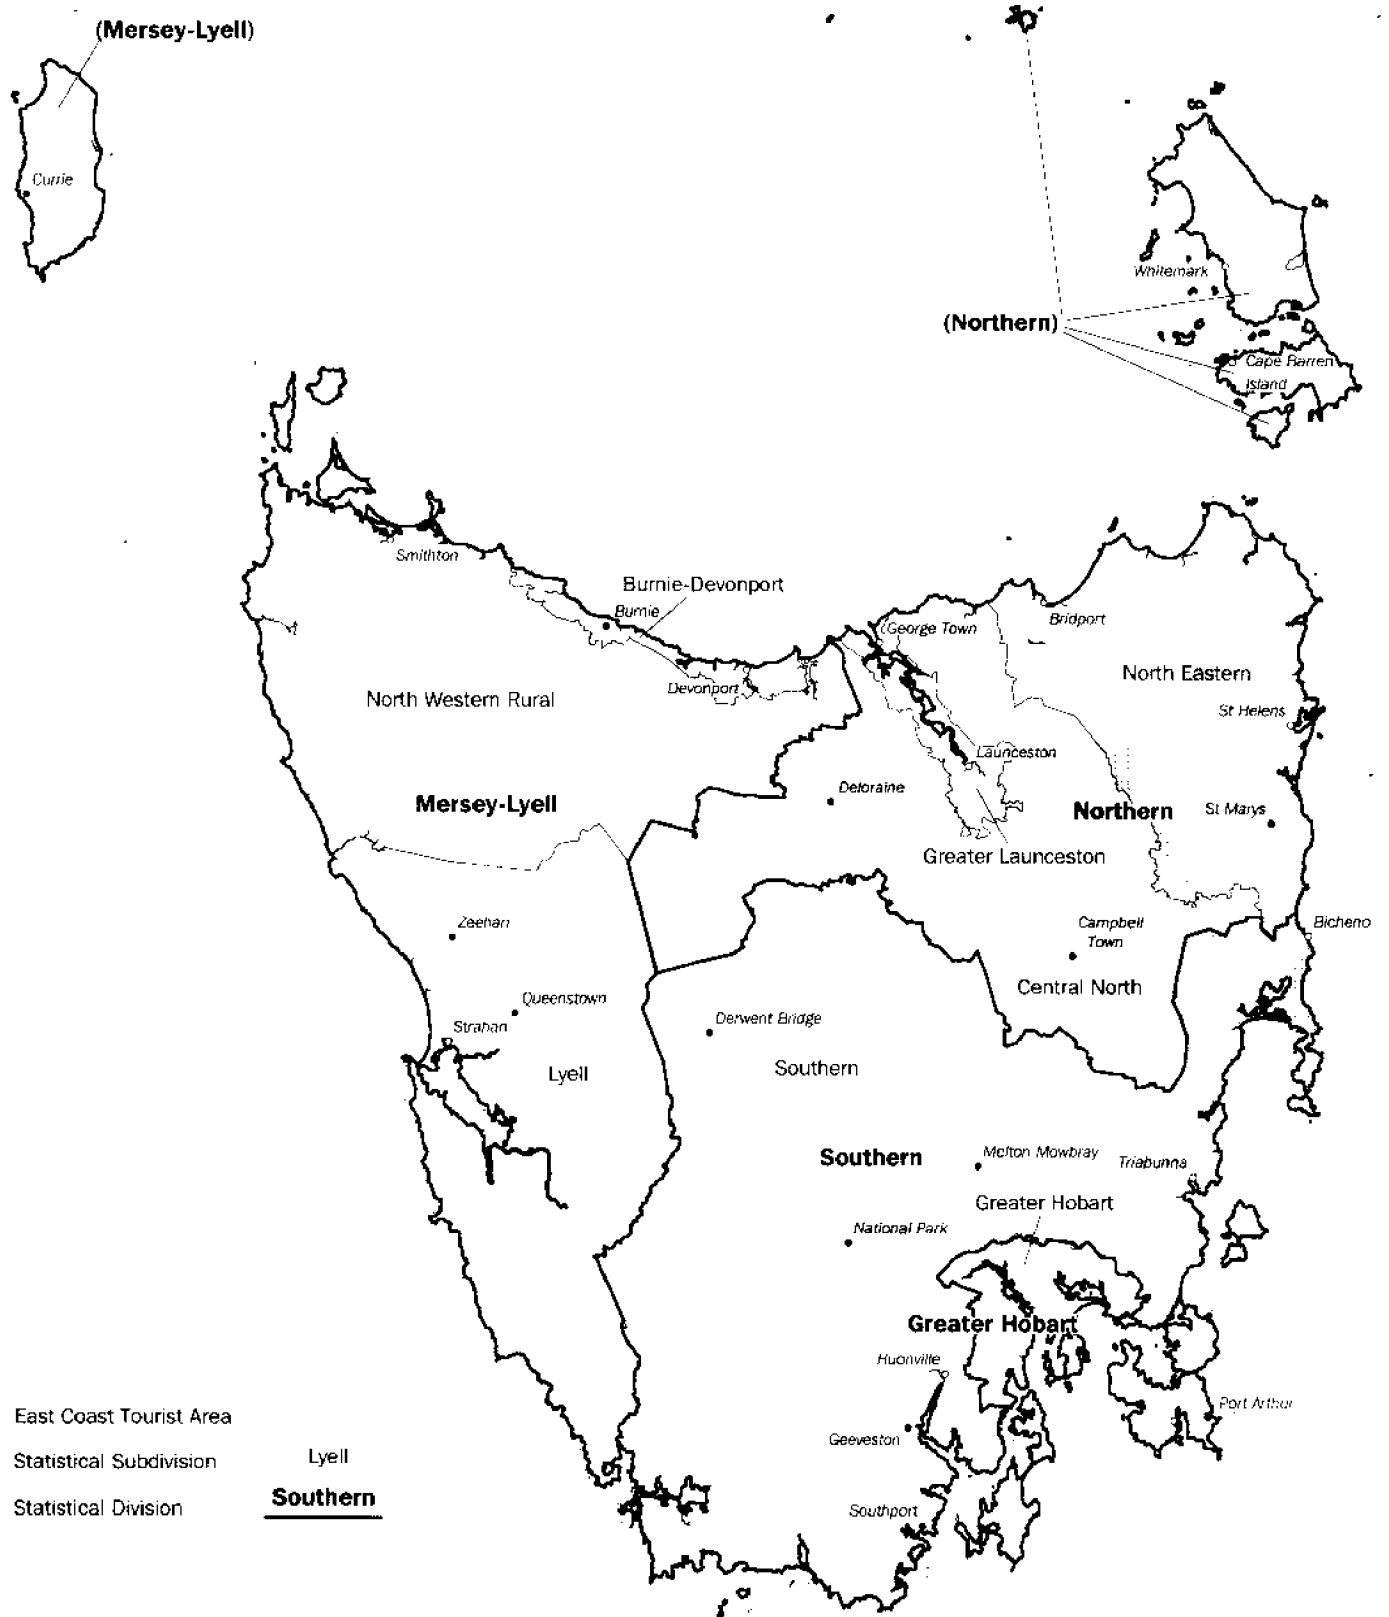 (Mersey-Lyell)
Currie
Whitemark
(Northern)
Cape Barren
Island
Smithton
Burnie-Devonport
Burnie
George Town
Bridport
North Eastern
Devonport
North Western Rural
St Helens
Launceston
Deloraine
Mersey-Lyell
Northern
St Marys
Greater Launceston
Zeehan
Campbell
Town
Bicheno
Central North
Queenstown
Strahan
Derwent Bridge
Southern
Lyell
Southern
Melton Mowbray
Triabunna
Greater Hobart
National Park
Greater Hobart
Huonville
Port Arthur
Geeveston
Southport
East Coast Tourist Area
Statistical Subdivision
Lyell
Statistical Division
Southern